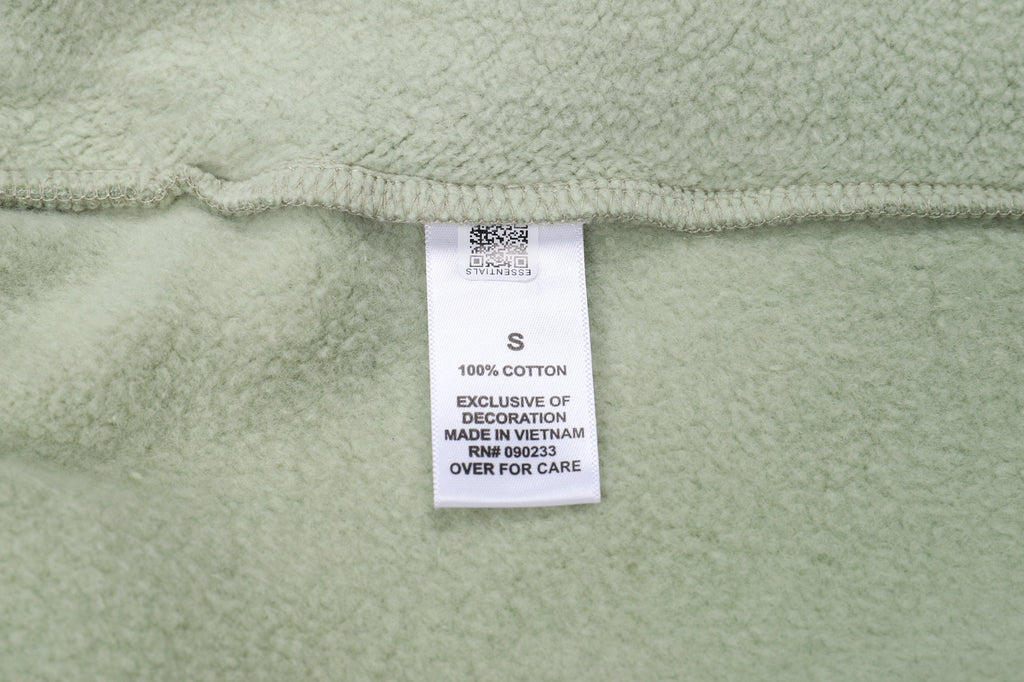 ESSENTIALS
S
100% COTTON
EXCLUSIVE OF
DECORATION
MADE IN VIETNAM
RN# 090233
OVER FOR CARE